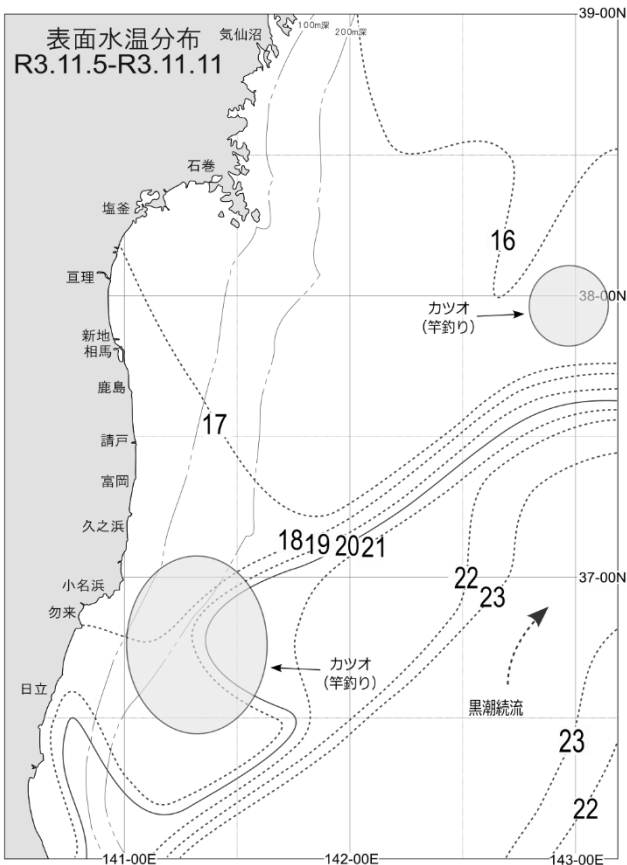 表面水温分布
R3.11.5-R3.11.11
気仙沼
100m深
200m深
39-00N
石巻
塩釜
16
亘理
38-00N
カツオ
(竿釣り)
新地
相馬
鹿島
17
請戸
富岡
久之浜
18
19
20
21
小名浜
37-00N
22
23
勿来
カツオ
(竿釣り)
日立
黒潮続流
23
22
141-00E
142-00E
143-00E